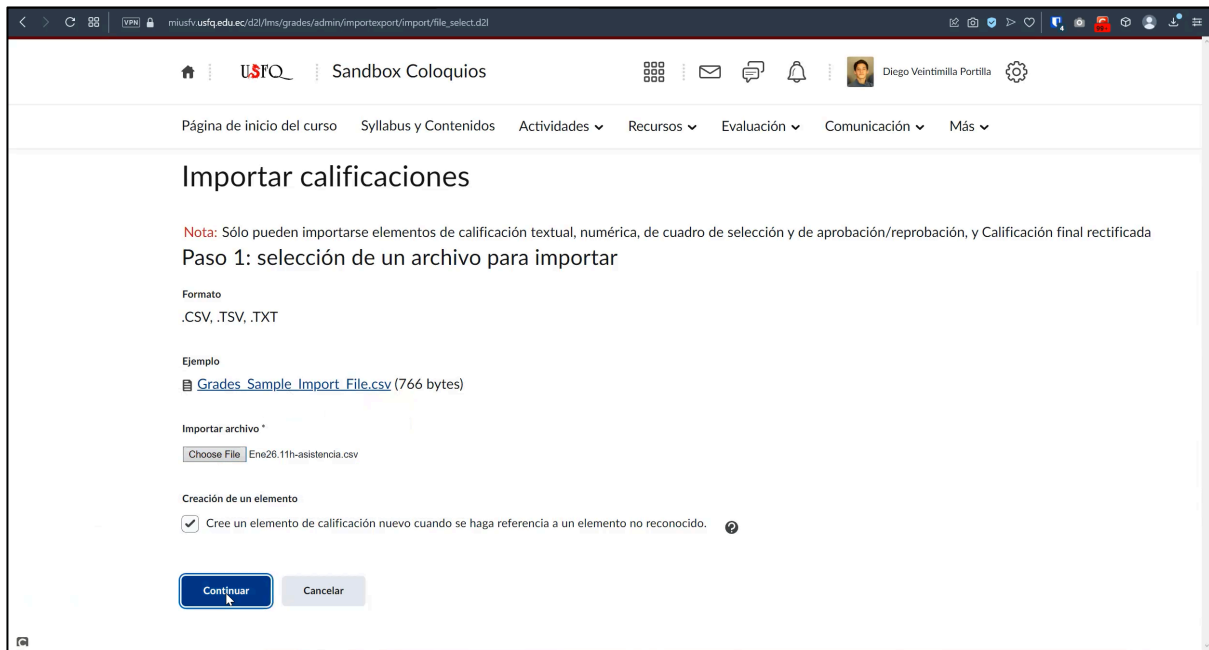 VPN
miusfv.usfq.edu.ec/d2l/lms/grades/admin/importexport/import/file_select.d2l
USFQ
Sandbox Coloquios
Diego Veintimilla Portilla
Página de inicio del curso
Syllabus y Contenidos
Actividades
Recursos
Evaluación
Comunicación
Más
Importar calificaciones
Nota: Sólo pueden importarse elementos de calificación textual, numérica, de cuadro de selección y de aprobación/reprobación, y Calificación final rectificada
Paso 1: selección de un archivo para importar
Formato
.CSV, .TSV, .TXT
Ejemplo
Grades_Sample_Import_File.csv (766 bytes)
Importar archivo *
Choose File Ene26.11h-asistencia.csv
Creación de un elemento
Cree un elemento de calificación nuevo cuando se haga referencia a un elemento no reconocido.
Continuar
Cancelar